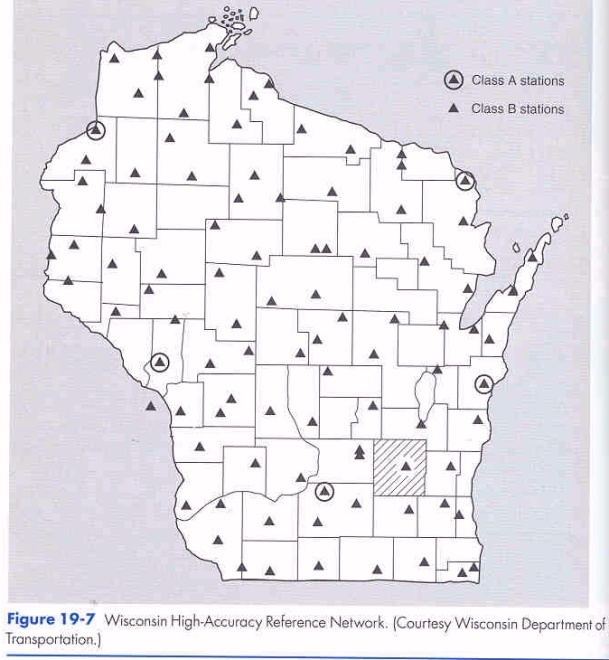 Class A stations
Class B stations
Figure 19-7 Wisconsin High-Accuracy Reference Network. (Courtesy Wisconsin Department of
Transportation.)